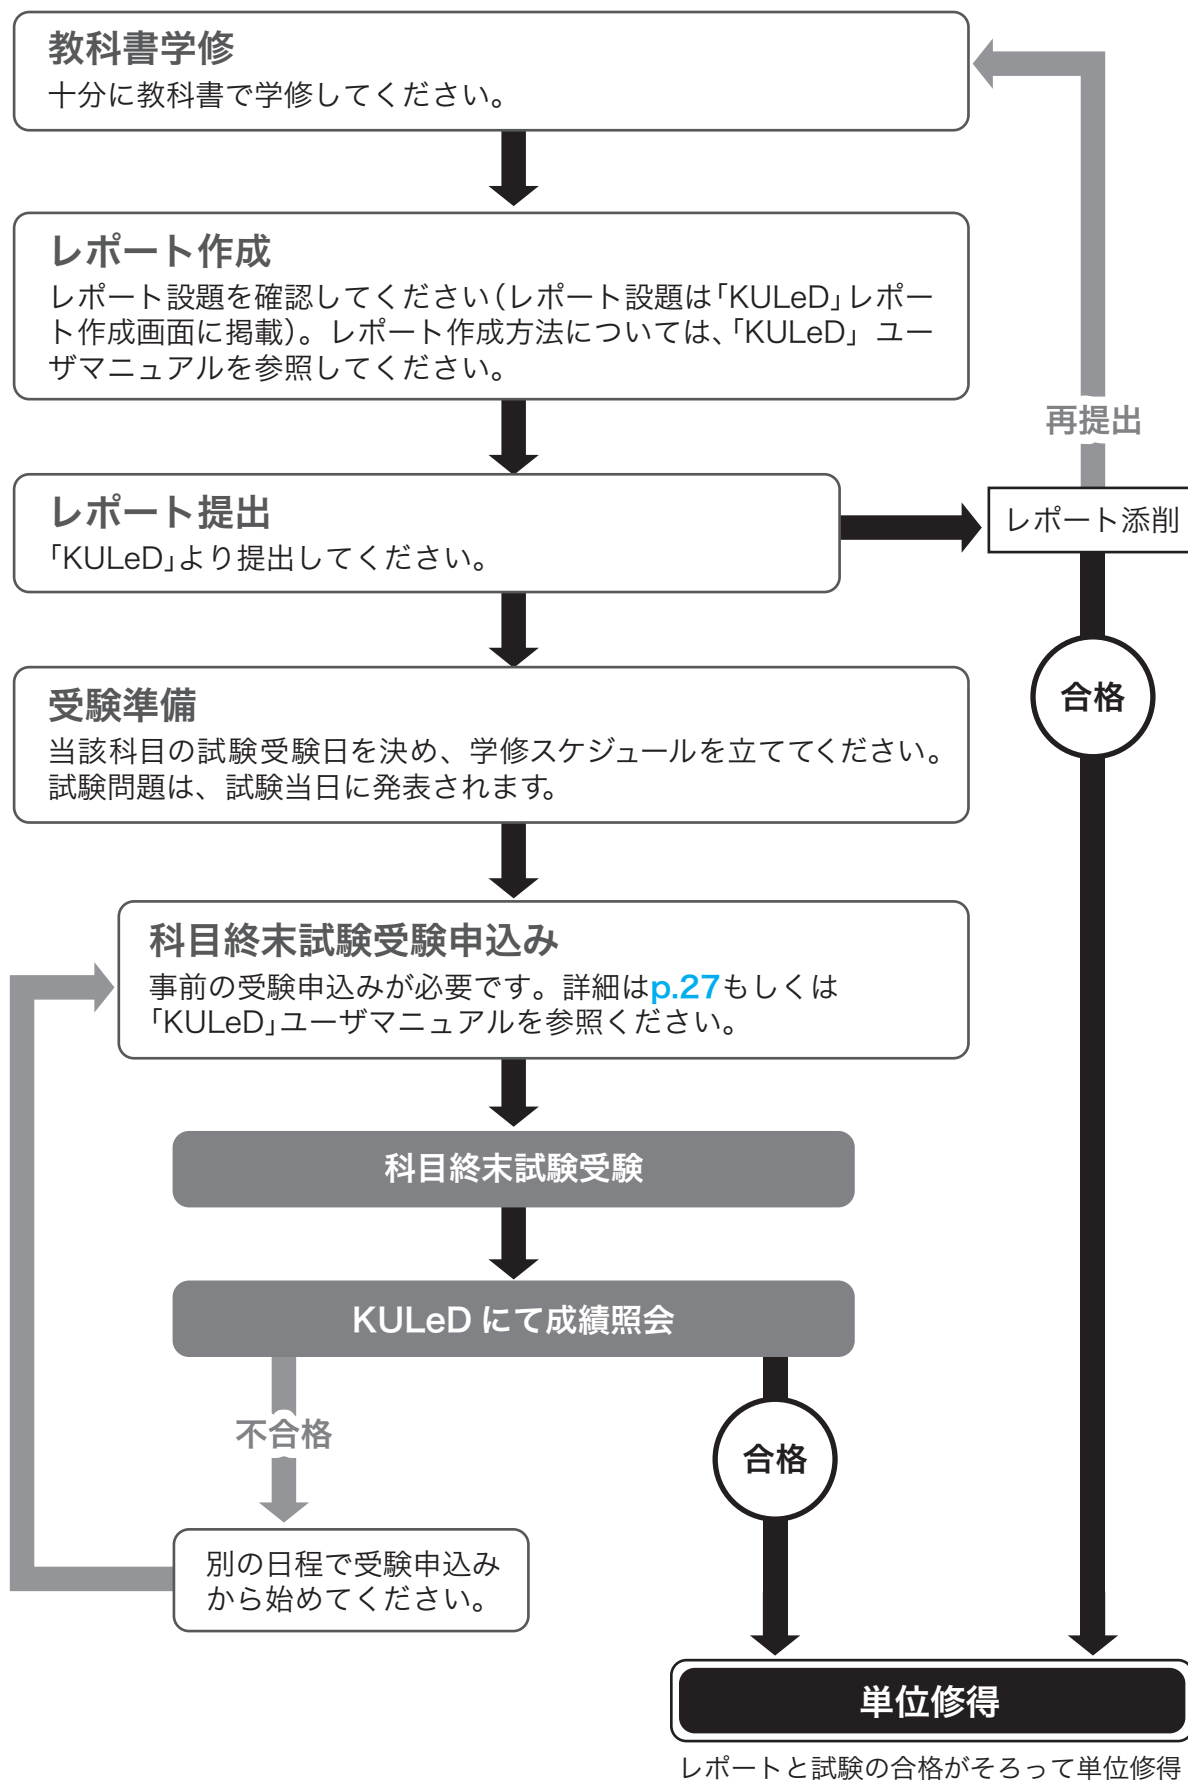 教科書学修
十分に教科書で学修してください。
レポート作成
レポート設題を確認してください(レポート設題は「KULeD」レポー
ト作成画面に掲載)。レポート作成方法については、「KULeD」ユー
ザマニュアルを参照してください。
再提出
レポート提出
「KULeD」より提出してください。
レポート添削
合格
受験準備
当該科目の試験受験日を決め、学修スケジュールを立ててください。
試験問題は、試験当日に発表されます。
科目終末試験受験申込み
事前の受験申込みが必要です。詳細はp.27もしくは
「KULeD」ユーザマニュアルを参照ください。
科目終末試験受験
KULeDにて成績照会
不合格
合格
別の日程で受験申込み
から始めてください。
単位修得
レポートと試験の合格がそろって単位修得